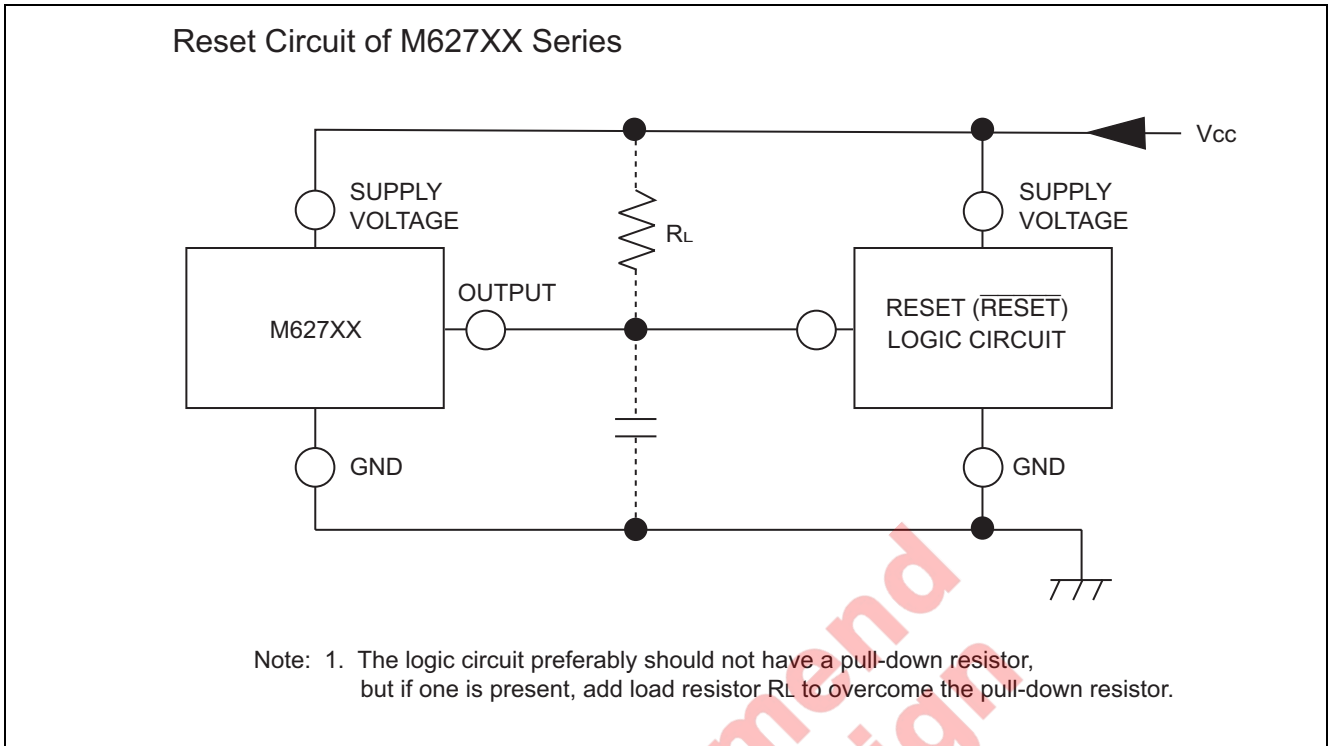 Reset Circuit of M627XX Series
Vcc
SUPPLY
VOLTAGE
SUPPLY
VOLTAGE
RL
OUTPUT
M627XX
RESET (R̅E̅S̅E̅T̅)
LOGIC CIRCUIT
GND
GND
Note: 1. The logic circuit preferably should not have a pull-down resistor,
but if one is present, add load resistor RL to overcome the pull-down resistor.
mend
sign